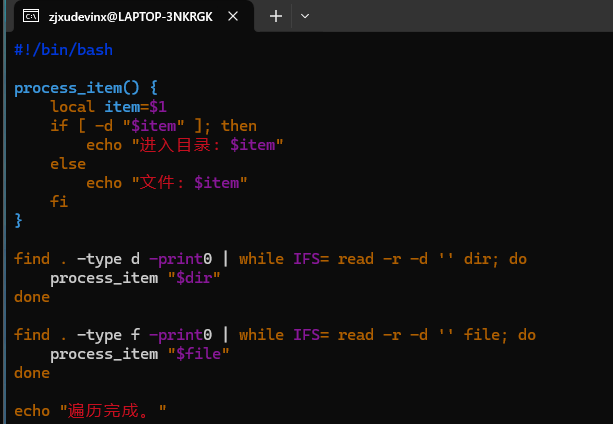 zjxudevinx@LAPTOP-3NKRGK
#!/bin/bash
process_item() {
    local item=$1
    if [ -d "$item" ]; then
        echo "进入目录: $item"
    else
        echo "文件: $item"
    fi
}
find . -type d -print0 | while IFS= read -r -d '' dir; do
    process_item "$dir"
done
find . -type f -print0 | while IFS= read -r -d '' file; do
    process_item "$file"
done
echo "遍历完成。"